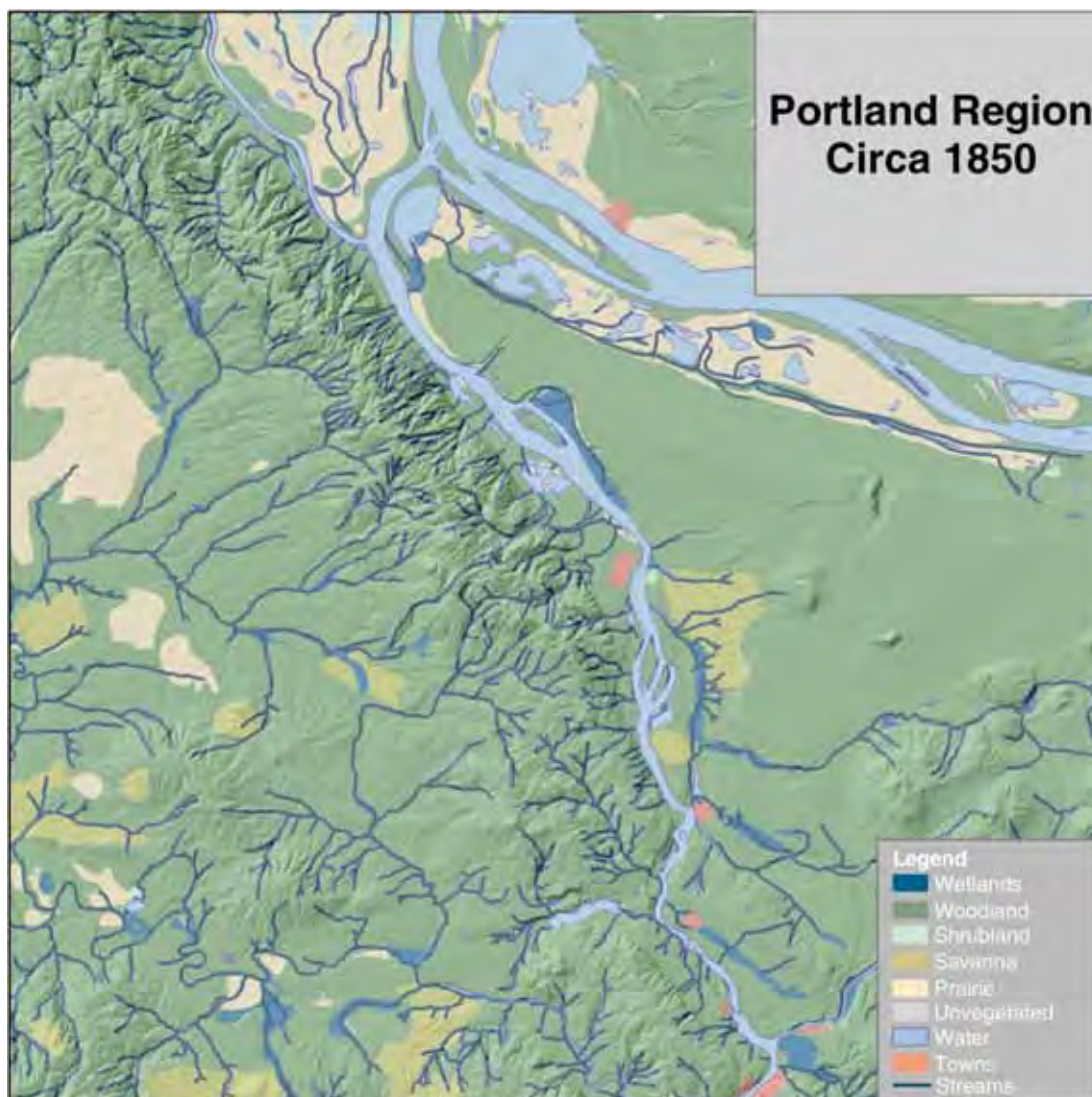 Portland Region
Circa 1850
Legend
Wetlands
Woodland
Shrubland
Savanna
Prairie
Unvegetated
Water
Towns
Streams